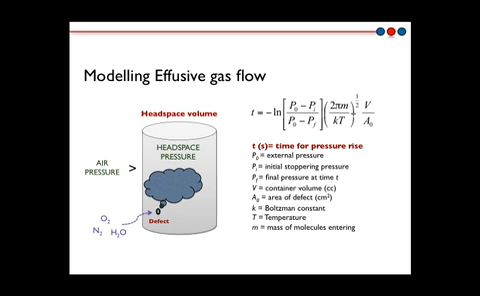 Modelling Effusive gas flow
Headspace volume
HEADSPACE
PRESSURE
AIR
PRESSURE
>
O₂
N₂ H₂O
Defect
t = −ln[(P₀ − Pᵢ)/(P₀ − P_f)](2πm/kT)^(1/2) V/A₀
t (s)= time for pressure rise
P₀ = external pressure
Pᵢ = initial stoppering pressure
P_f = final pressure at time t
V = container volume (cc)
A₀ = area of defect (cm²)
k = Boltzman constant
T = Temperature
m = mass of molecules entering